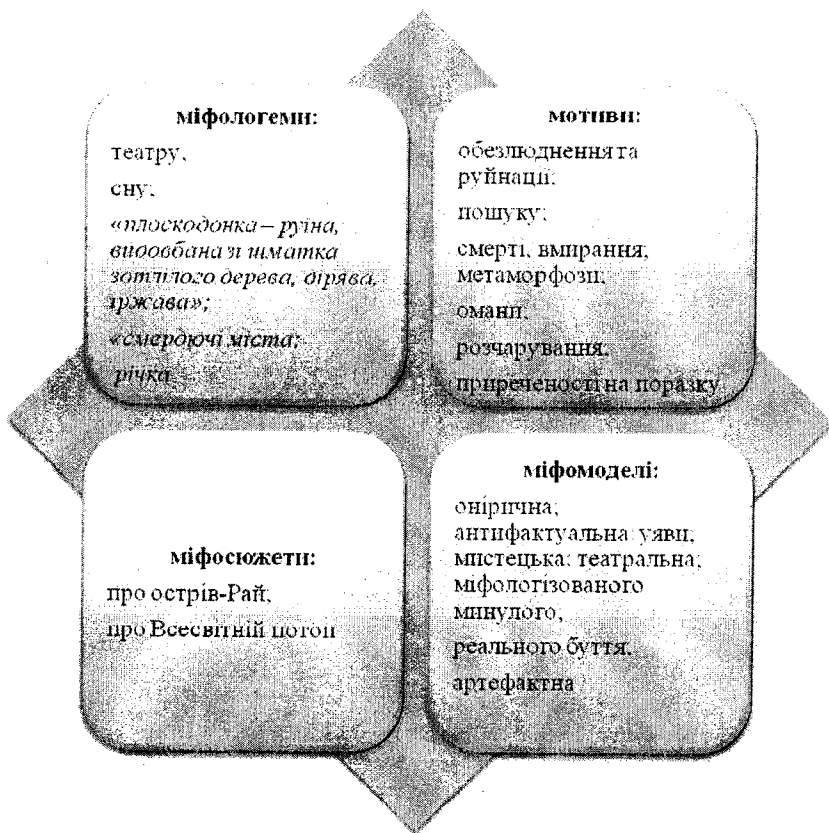 міфологеми:
театру;
сну;
«плоскодонка – руїна,
видовбана зі шматка
зотлілого дерева, дірява,
іржава»;
«смердючі міста;
річка
мотиви:
обезлюднення та
руйнації;
пошуку;
смерті, вмирання;
метаморфози;
омани;
розчарування;
приреченості на поразку
міфосюжети:
про острів-Рай;
про Всесвітній потоп
міфомоделі:
онірична;
антифактуальна: уяви;
мистецька: театральна;
міфологізованого
минулого;
реального буття;
артефактна